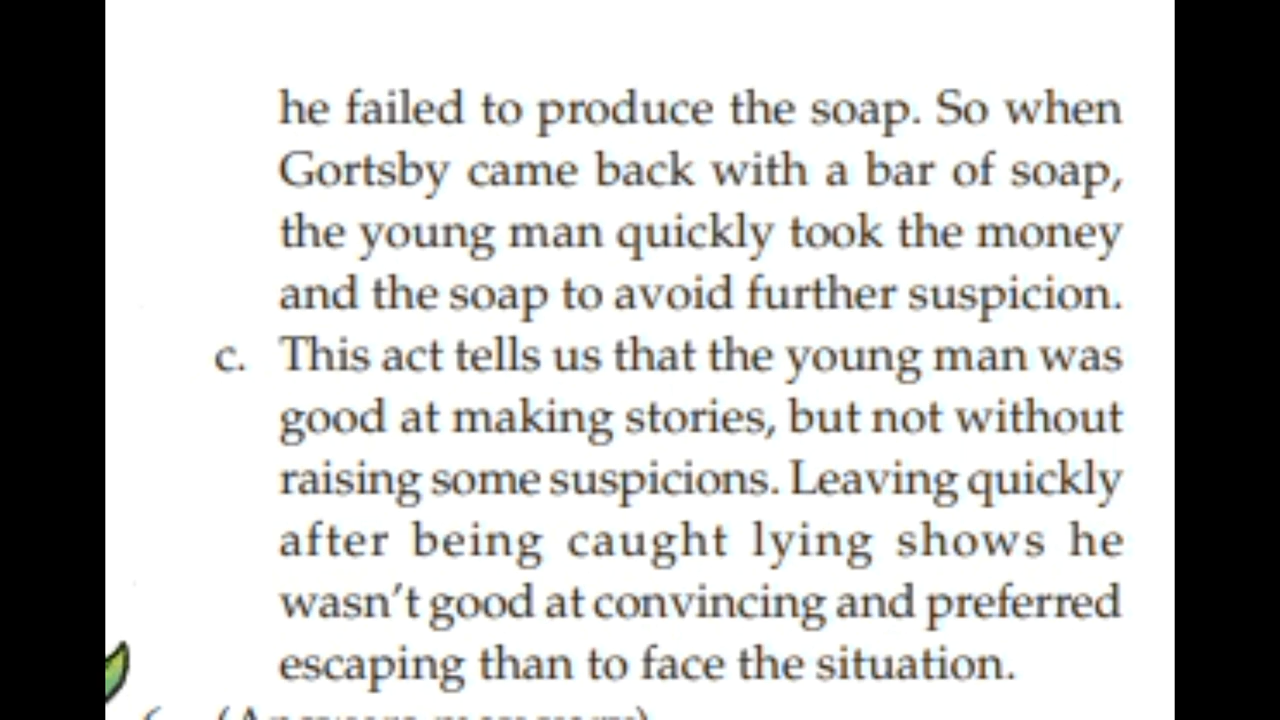 he failed to produce the soap. So when
Gortsby came back with a bar of soap,
the young man quickly took the money
and the soap to avoid further suspicion.
c. This act tells us that the young man was
good at making stories, but not without
raising some suspicions. Leaving quickly
after being caught lying shows he
wasn't good at convincing and preferred
escaping than to face the situation.